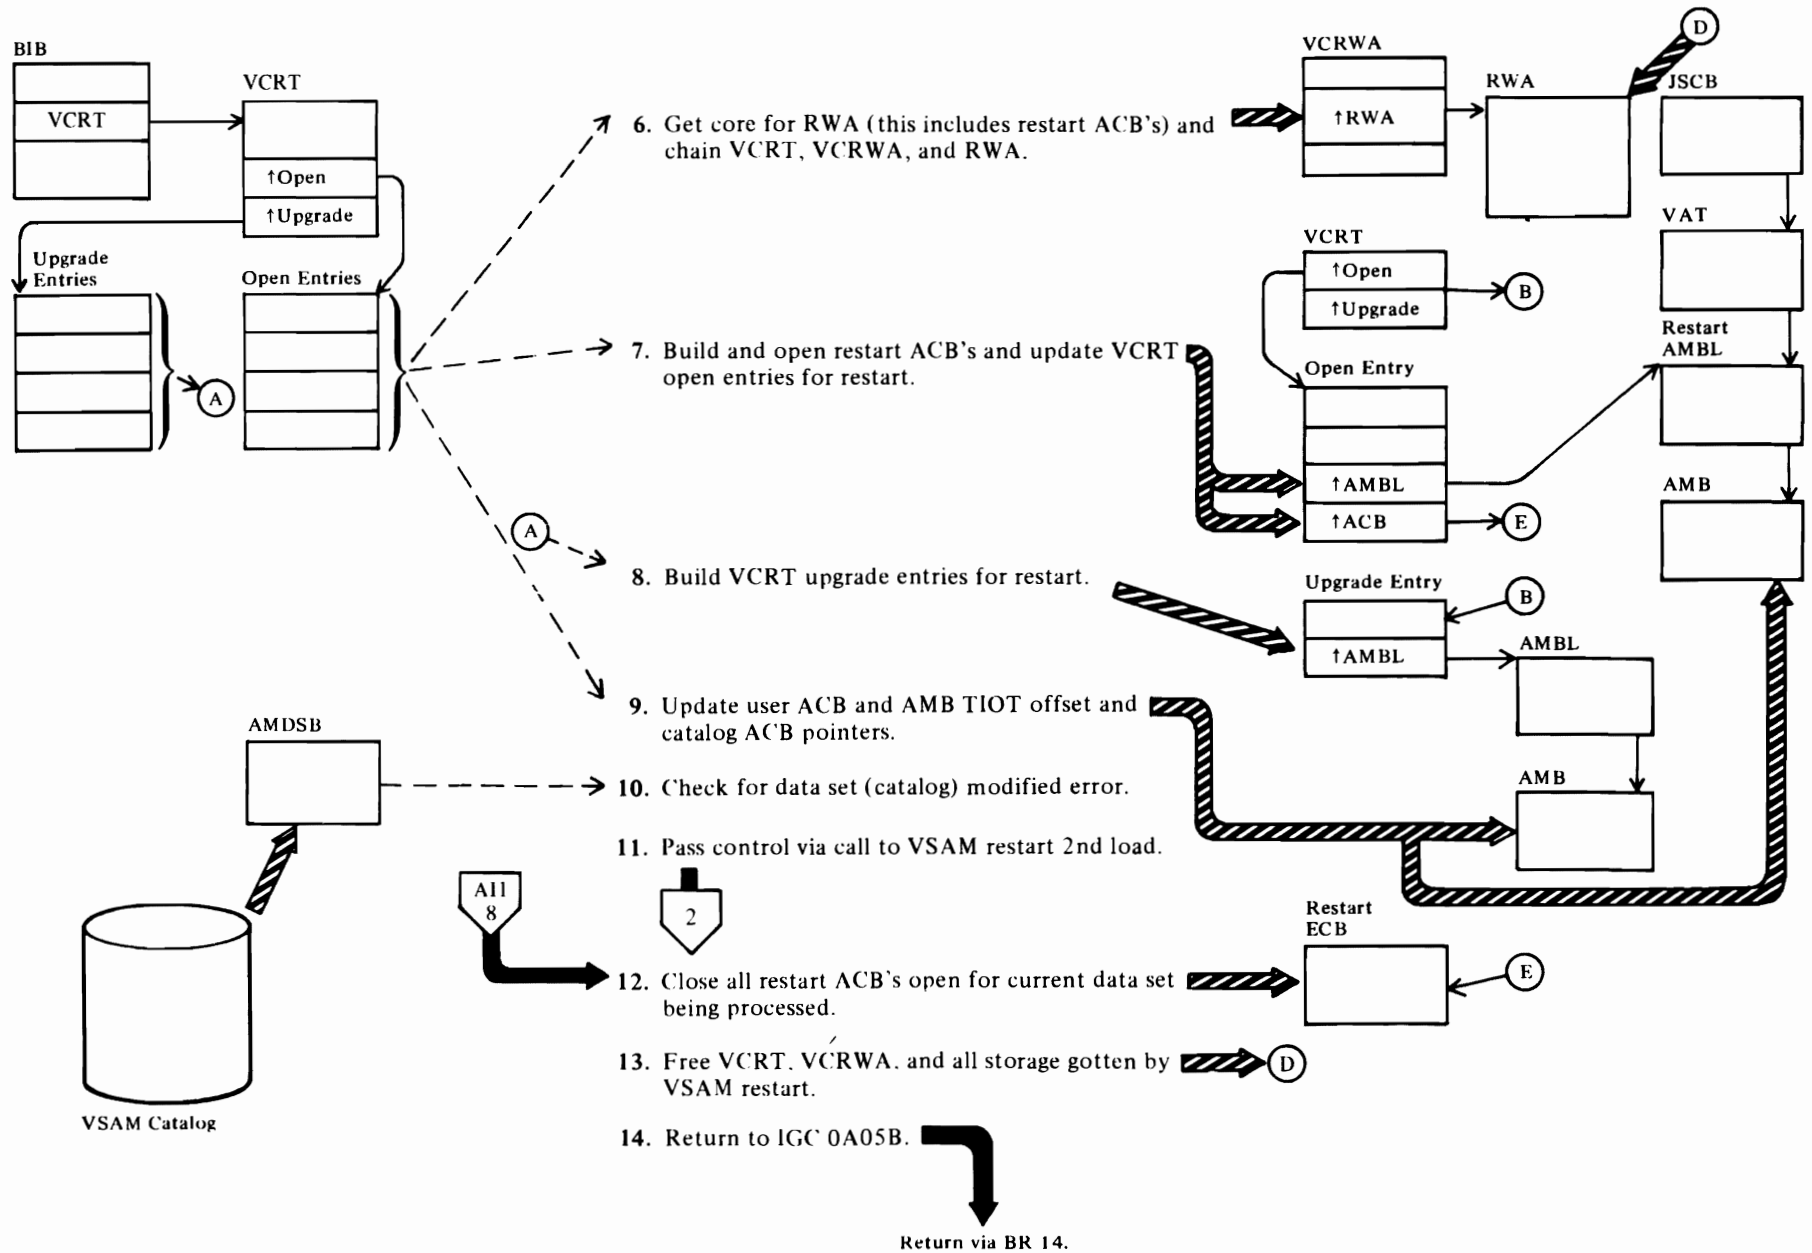 BIB
VCRT
VCRT
↑Open
↑Upgrade
Upgrade
Entries
Open Entries
A
6. Get core for RWA (this includes restart ACB's) and
chain VCRT, VCRWA, and RWA.
7. Build and open restart ACB's and update VCRT
open entries for restart.
A
8. Build VCRT upgrade entries for restart.
9. Update user ACB and AMB TIOT offset and
catalog ACB pointers.
AMDSB
10. Check for data set (catalog) modified error.
11. Pass control via call to VSAM restart 2nd load.
All
8
2
12. Close all restart ACB's open for current data set
being processed.
13. Free VCRT, VCRWA, and all storage gotten by
VSAM restart.
D
14. Return to IGC 0A05B.
Return via BR 14.
VSAM Catalog
VCRWA
↑RWA
RWA
D
JSCB
VAT
Restart
AMBL
AMB
VCRT
↑Open
↑Upgrade
B
Open Entry
↑AMBL
↑ACB
E
Upgrade Entry
B
↑AMBL
AMBL
AMB
Restart
ECB
E